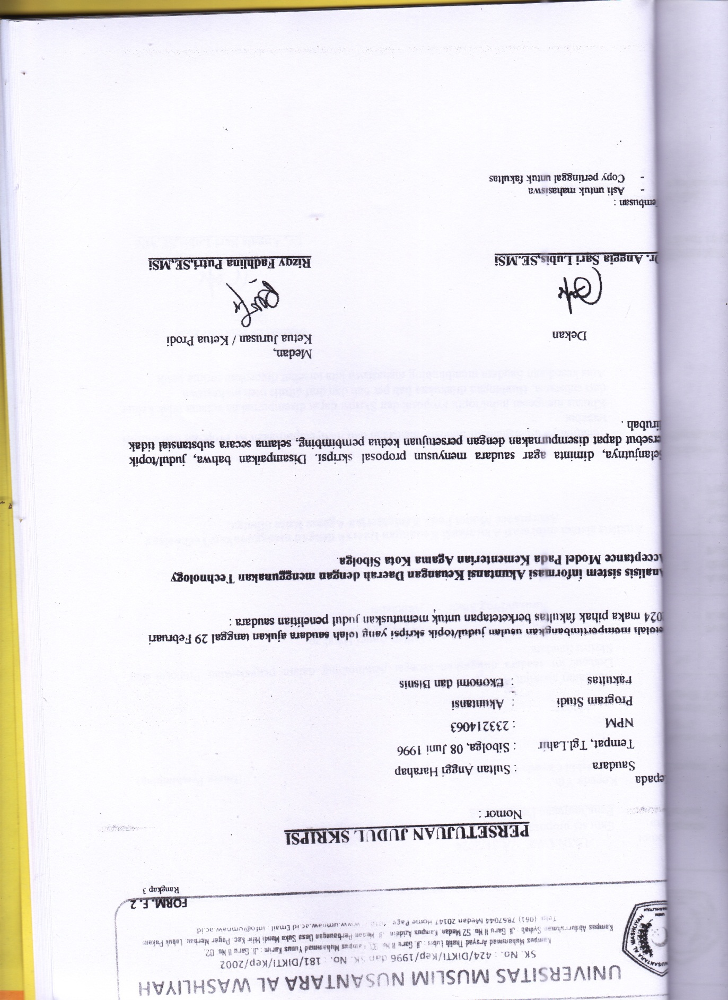 UNIVERSITAS MUSLIM NUSANTARA AL WASHLIYAH
SK. No. : 424/DIKTI/Kep/1996 dan SK. No. : 181/DIKTI/Kep/2002
Kampus Muhammad Arsyad Thalib Lubis : Jl. Garu II No. 93 Kampus Muhammad Yunus Karim : Jl. Garu II No. 02,
Kampus Abdurrahman Syihab : Jl. Garu II No. 52 Medan, Kampus Aziddin : Jl. Medan Perbaungan Desa Suka Mandi Hilir Kec. Pagar Merbau, Lubuk Pakam
Telp. (061) 7867044 Medan 20147 Home Page : www.umnaw.ac.id Email : info@umnaw.ac.id
FORM. F. 2
Rangkap 3
PERSETUJUAN JUDUL SKRIPSI
Nomor :
epada
Saudara : Sultan Anggi Harahap
Tempat, Tgl.Lahir : Sibolga, 08 Juni 1996
NPM : 233214063
Program Studi : Akuntansi
Fakultas : Ekonomi dan Bisnis
etelah mempertimbangkan usulan judul/topik skripsi yang telah saudara ajukan tanggal 29 Februari
2024 maka pihak fakultas berketetapan untuk memutuskan judul penelitian saudara :
Analisis sistem informasi Akuntansi Keuangan Daerah dengan menggunakan Technology
Acceptance Model Pada Kementerian Agama Kota Sibolga.
Selanjutnya, diminta agar saudara menyusun proposal skripsi. Disampaikan bahwa, judul/topik
ersebut dapat disempurnakan dengan persetujuan kedua pembimbing, selama secara substansial tidak
dirubah .
Medan,
Dekan Ketua Jurusan / Ketua Prodi
Dr. Anggia Sari Lubis,SE.MSi Rizqy Fadhlina Putri,SE,MSi
Tembusan :
- Asli untuk mahasiswa
- Copy pertinggal untuk fakultas